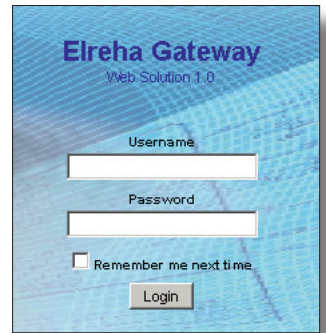 Elreha Gateway
Web Solution 1.0
Username
Password
Remember me next time
Login